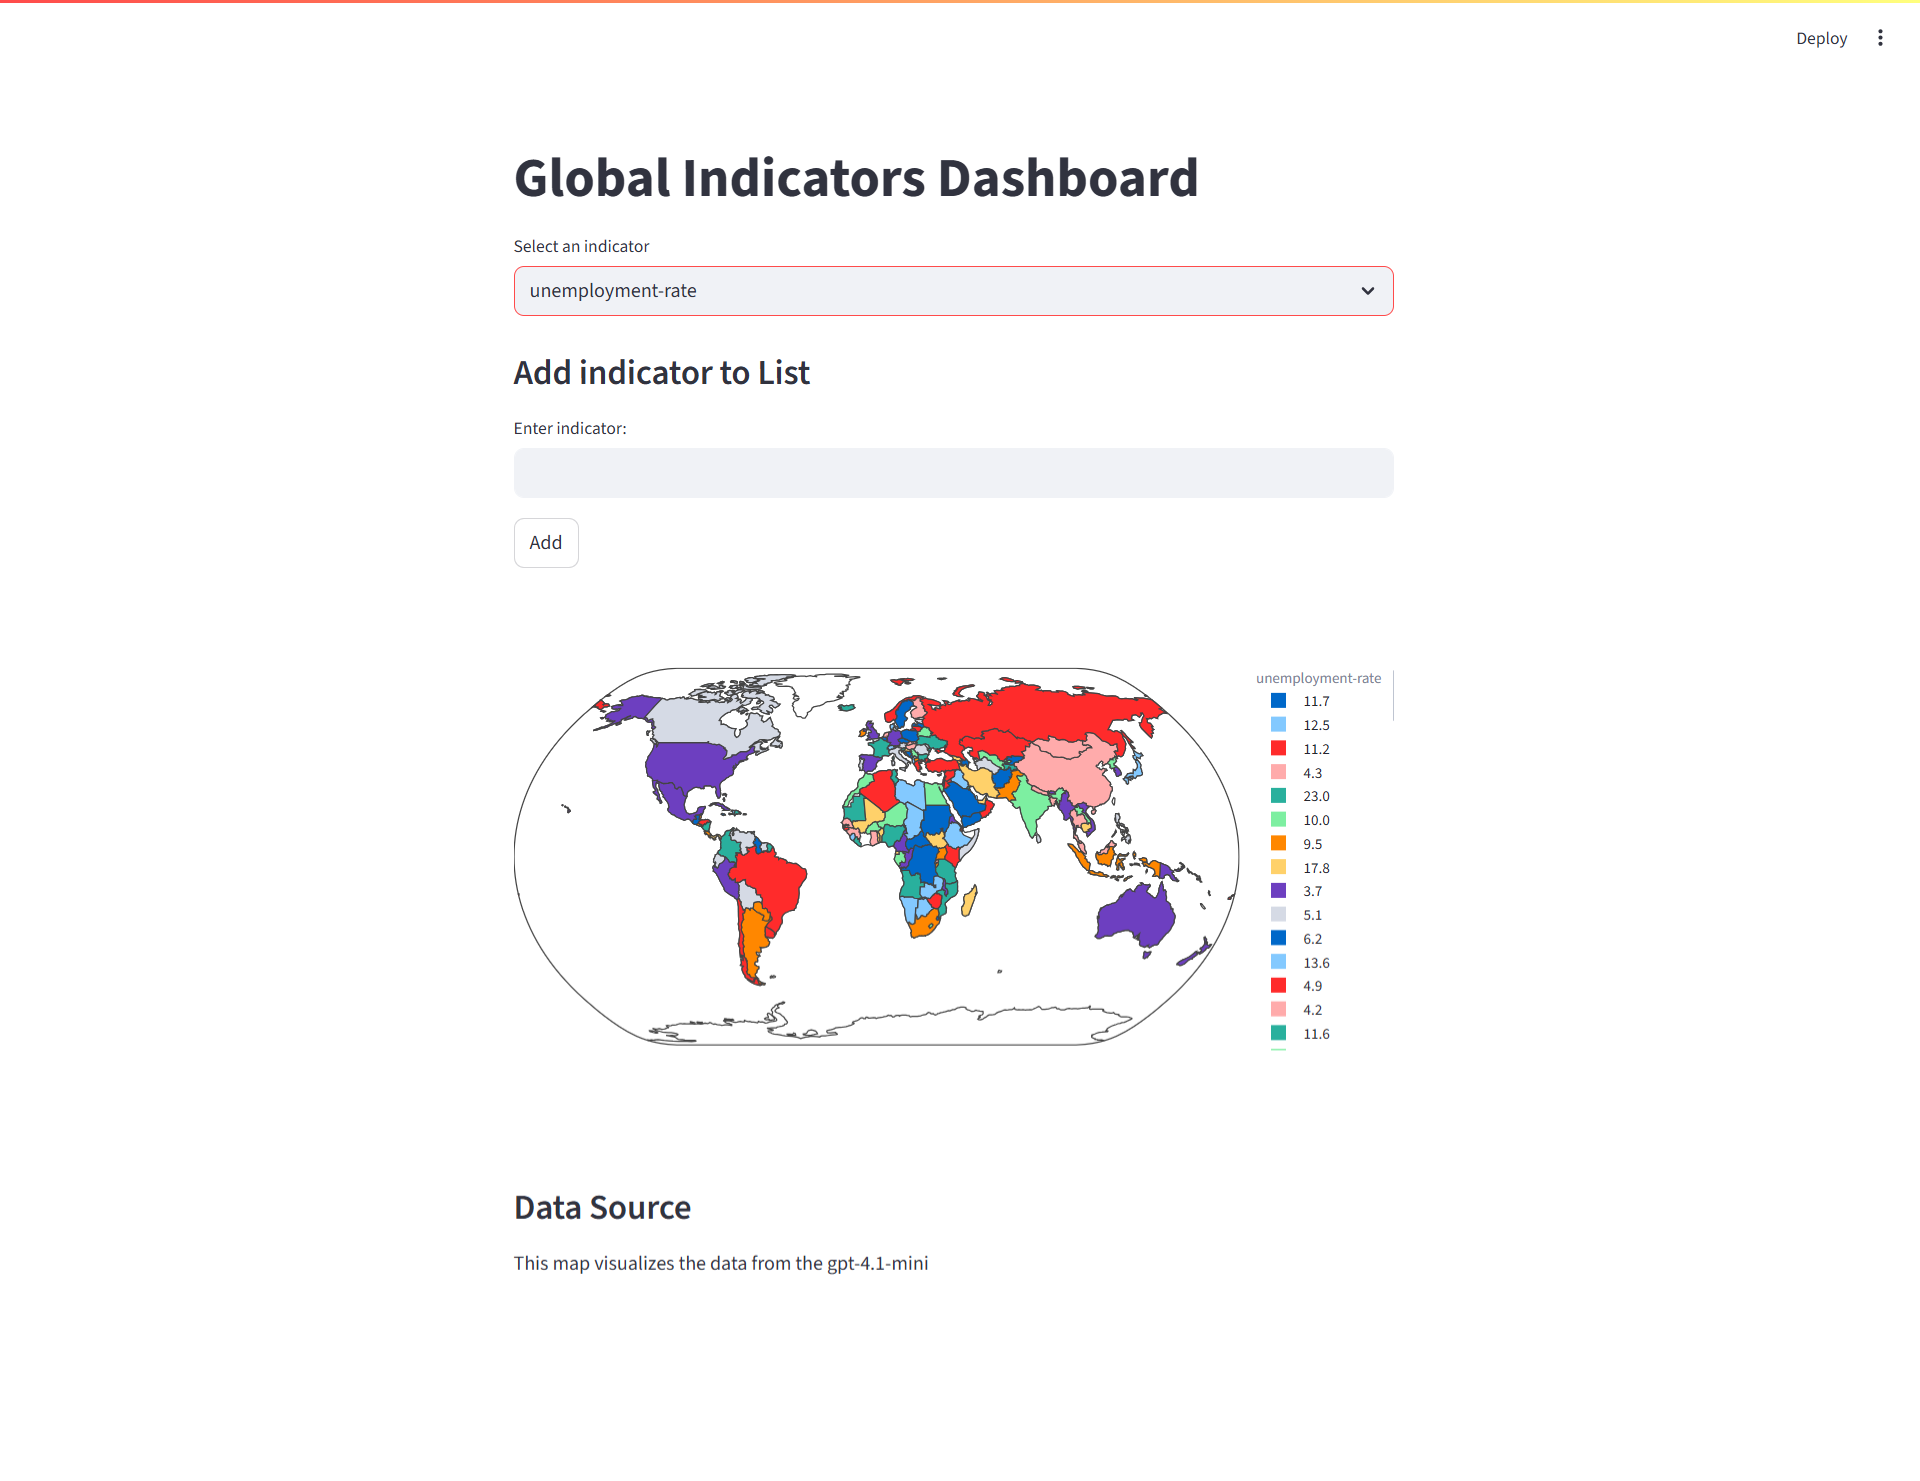 Deploy
Global Indicators Dashboard
Select an indicator
unemployment-rate
Add indicator to List
Enter indicator:
Add
unemployment-rate
11.7
12.5
11.2
4.3
23.0
10.0
9.5
17.8
3.7
5.1
6.2
13.6
4.9
4.2
11.6
Data Source
This map visualizes the data from the gpt-4.1-mini